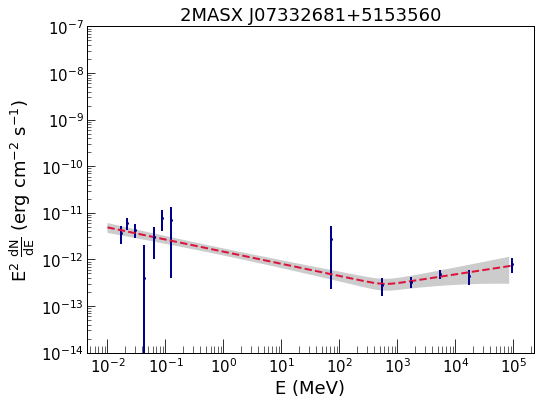 2MASX J07332681+5153560
E² dN/dE (erg cm⁻² s⁻¹)
10⁻⁷
10⁻⁸
10⁻⁹
10⁻¹⁰
10⁻¹¹
10⁻¹²
10⁻¹³
10⁻¹⁴
10⁻² 10⁻¹ 10⁰ 10¹ 10² 10³ 10⁴ 10⁵
E (MeV)